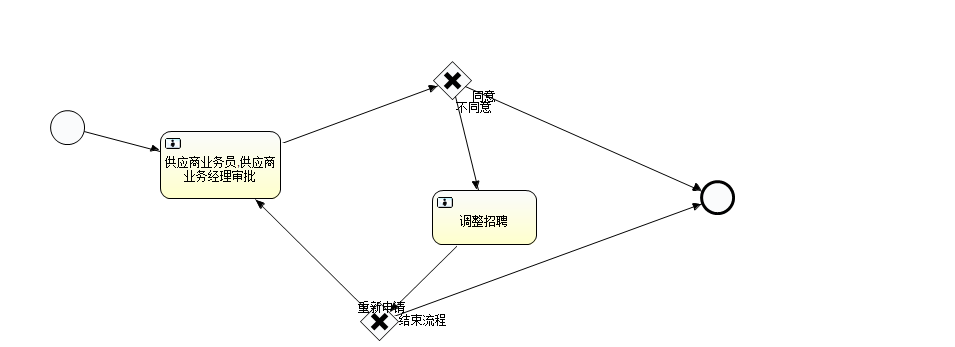 同意
不同意
供应商业务员,供应商
业务经理审批
调整招聘
重新申请
结束流程